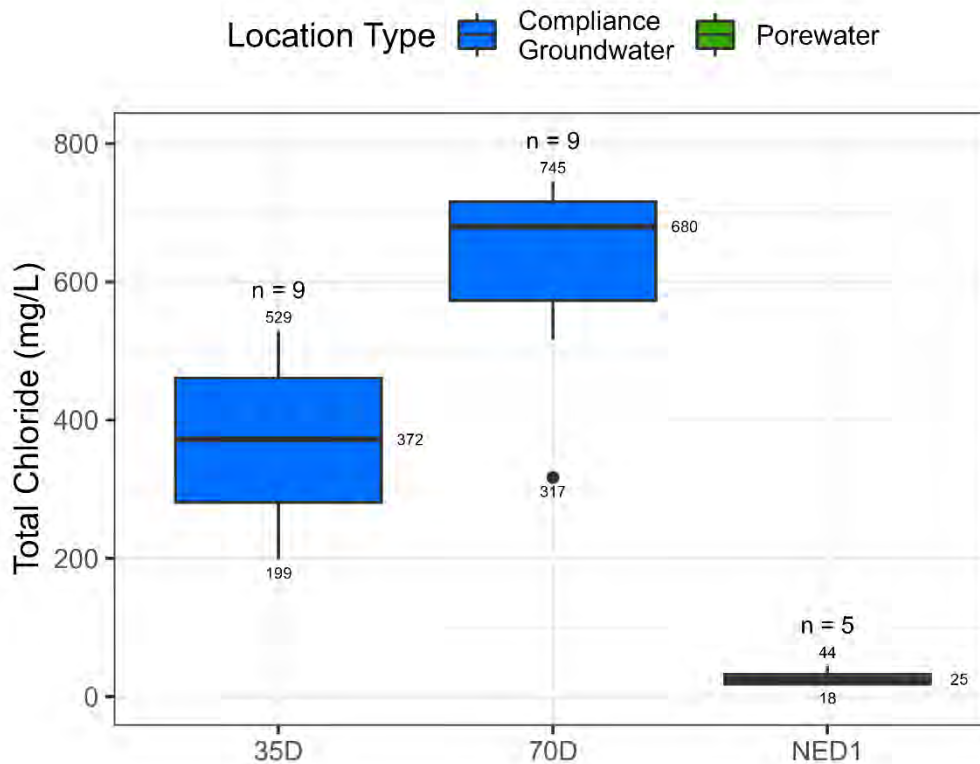 Location Type
Compliance
Groundwater
Porewater
Total Chloride (mg/L)
800
600
400
200
0
n = 9
529
372
199
n = 9
745
680
317
n = 5
44
25
18
35D
70D
NED1